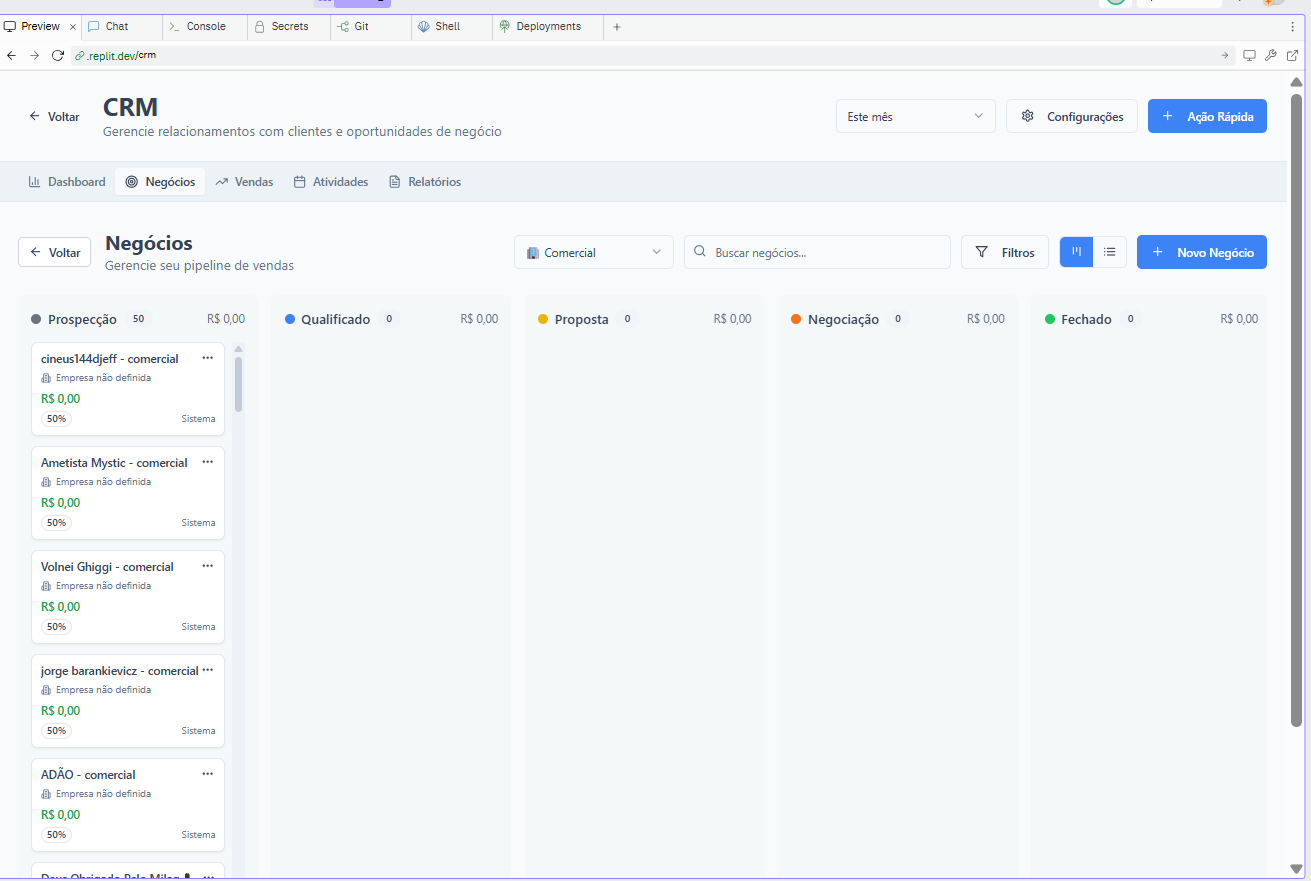 Preview × Chat Console Secrets Git Shell Deployments
.replit.dev/crm
Voltar
CRM
Gerencie relacionamentos com clientes e oportunidades de negócio
Este mês
Configurações
Ação Rápida
Dashboard Negócios Vendas Atividades Relatórios
Voltar
Negócios
Gerencie seu pipeline de vendas
Comercial
Buscar negócios...
Filtros
Novo Negócio
Prospecção 50 R$ 0,00
Qualificado 0 R$ 0,00
Proposta 0 R$ 0,00
Negociação 0 R$ 0,00
Fechado 0 R$ 0,00
cineus144djeff - comercial
Empresa não definida
R$ 0,00
50% Sistema
Ametista Mystic - comercial
Empresa não definida
R$ 0,00
50% Sistema
Volnei Ghiggi - comercial
Empresa não definida
R$ 0,00
50% Sistema
jorge barankievicz - comercial
Empresa não definida
R$ 0,00
50% Sistema
ADÃO - comercial
Empresa não definida
R$ 0,00
50% Sistema